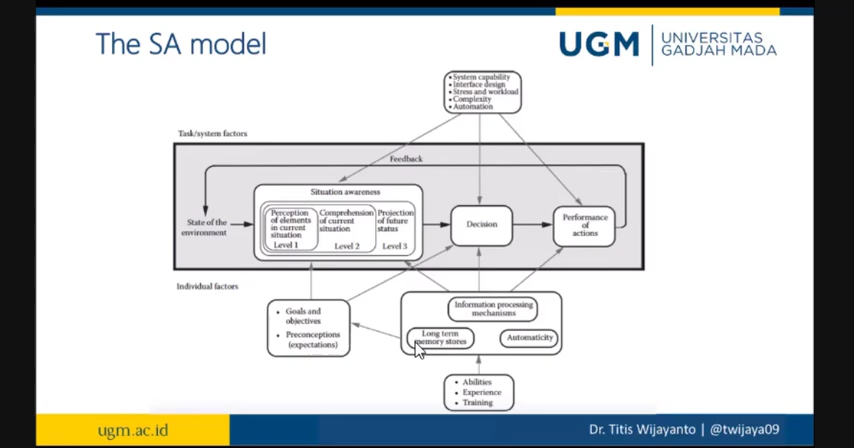 The SA model
UGM
UNIVERSITAS
GADJAH MADA
• System capability
• Interface design
• Stress and workload
• Complexity
• Automation
Task/system factors
Feedback
Situation awareness
State of the
environment
Perception
of elements
in current
situation
Level 1
Comprehension
of current
situation
Level 2
Projection
of future
status
Level 3
Decision
Performance
of
actions
Individual factors
• Goals and
objectives
• Preconceptions
(expectations)
Information processing
mechanisms
Long term
memory stores
Automaticity
• Abilities
• Experience
• Training
ugm.ac.id
Dr. Titis Wijayanto | @twijaya09